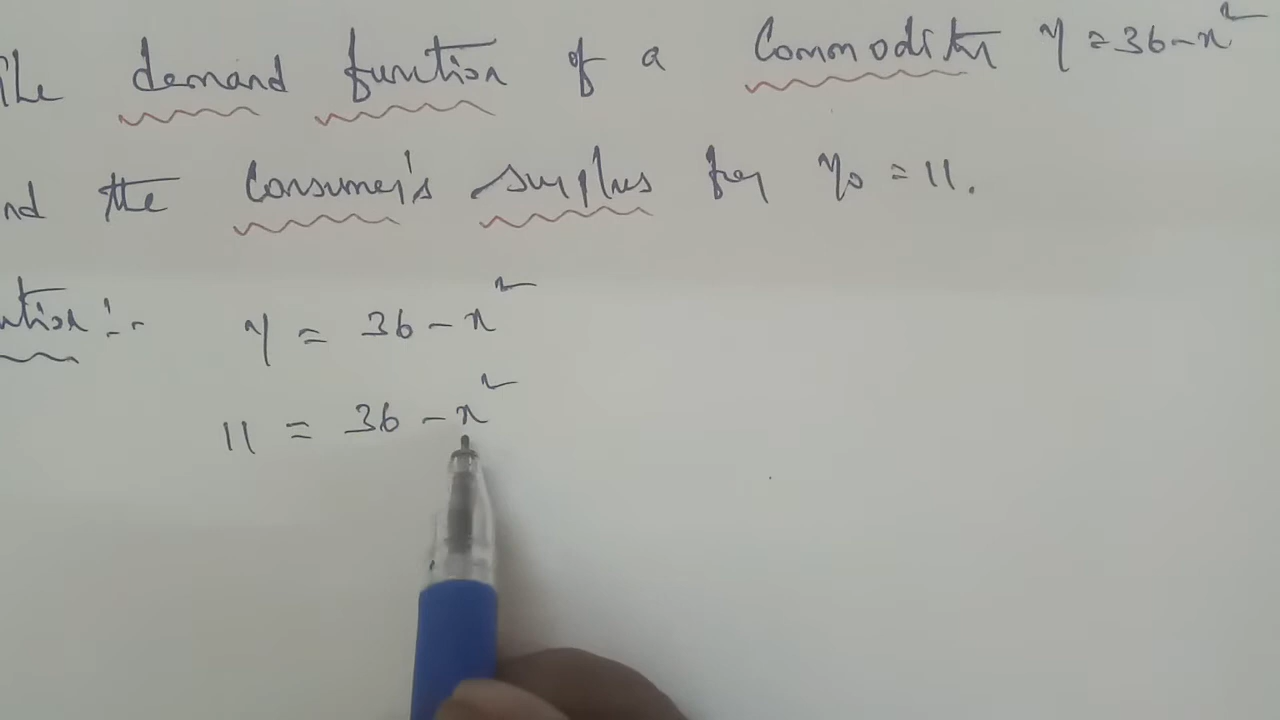 The demand function of a Commodity y = 36 - x²
nd the Consumer's surplus for y₀ = 11.
ution :-
y = 36 - x²
11 = 36 - x²